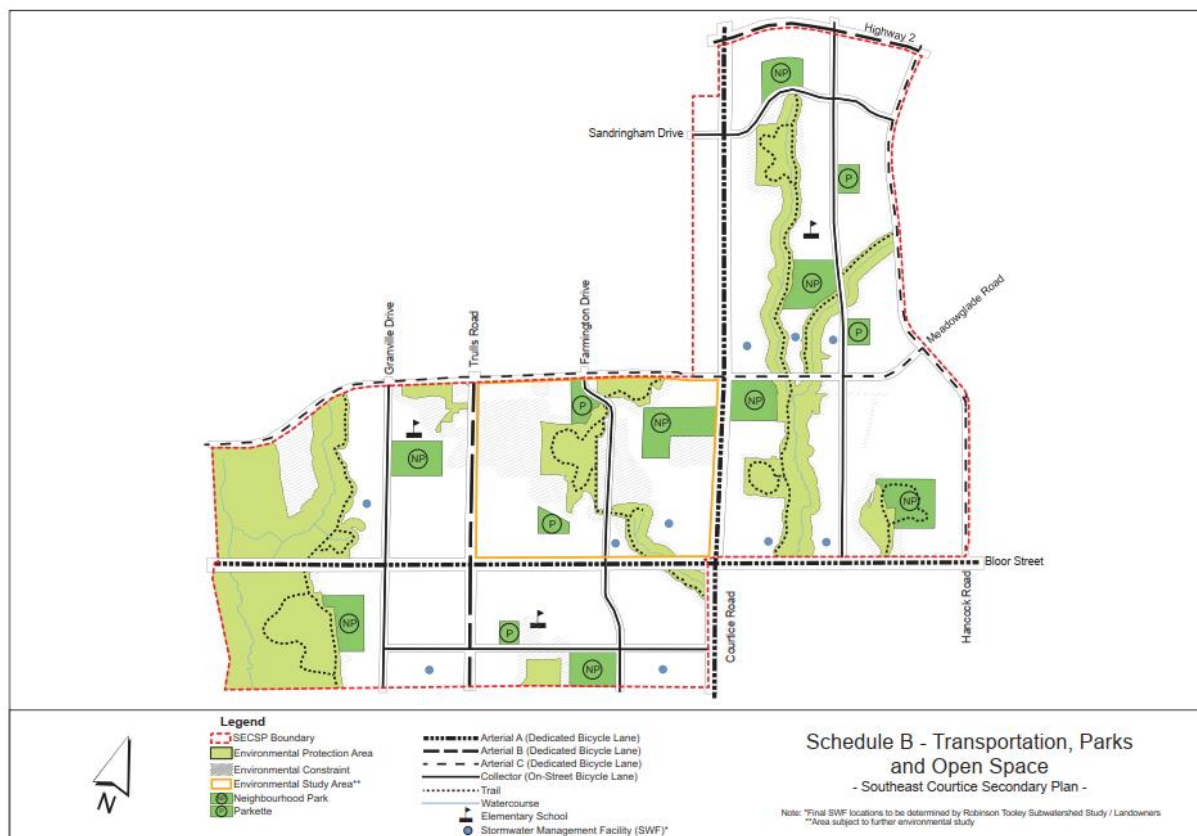 Highway 2
NP
Sandringham Drive
P
NP
Meadowglade Road
P
Granville Drive
Trulls Road
Farmington Drive
P
NP
NP
NP
P
NP
Bloor Street
NP
P
NP
Courtice Road
Hancock Road
Legend
SECSP Boundary
Environmental Protection Area
Environmental Constraint
Environmental Study Area**
NP Neighbourhood Park
P Parkette
Arterial A (Dedicated Bicycle Lane)
Arterial B (Dedicated Bicycle Lane)
Arterial C (Dedicated Bicycle Lane)
Collector (On-Street Bicycle Lane)
Trail
Watercourse
Elementary School
Stormwater Management Facility (SWF)*
N
Schedule B - Transportation, Parks
and Open Space
- Southeast Courtice Secondary Plan -
Note: *Final SWF locations to be determined by Robinson Tooley Subwatershed Study / Landowners
**Area subject to further environmental study